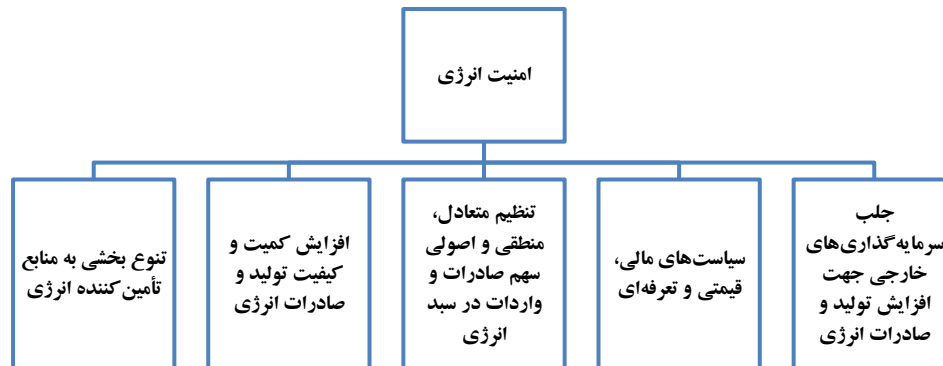 امنیت انرژی
جلب
سرمایه‌گذاری‌های
خارجی جهت
افزایش تولید و
صادرات انرژی
سیاست‌های مالی،
قیمتی و تعرفه‌ای
تنظیم متعادل،
منطقی و اصولی
سهم صادرات و
واردات در سبد
انرژی
افزایش کمیت و
کیفیت تولید و
صادرات انرژی
تنوع بخشی به منابع
تأمین‌کننده انرژی